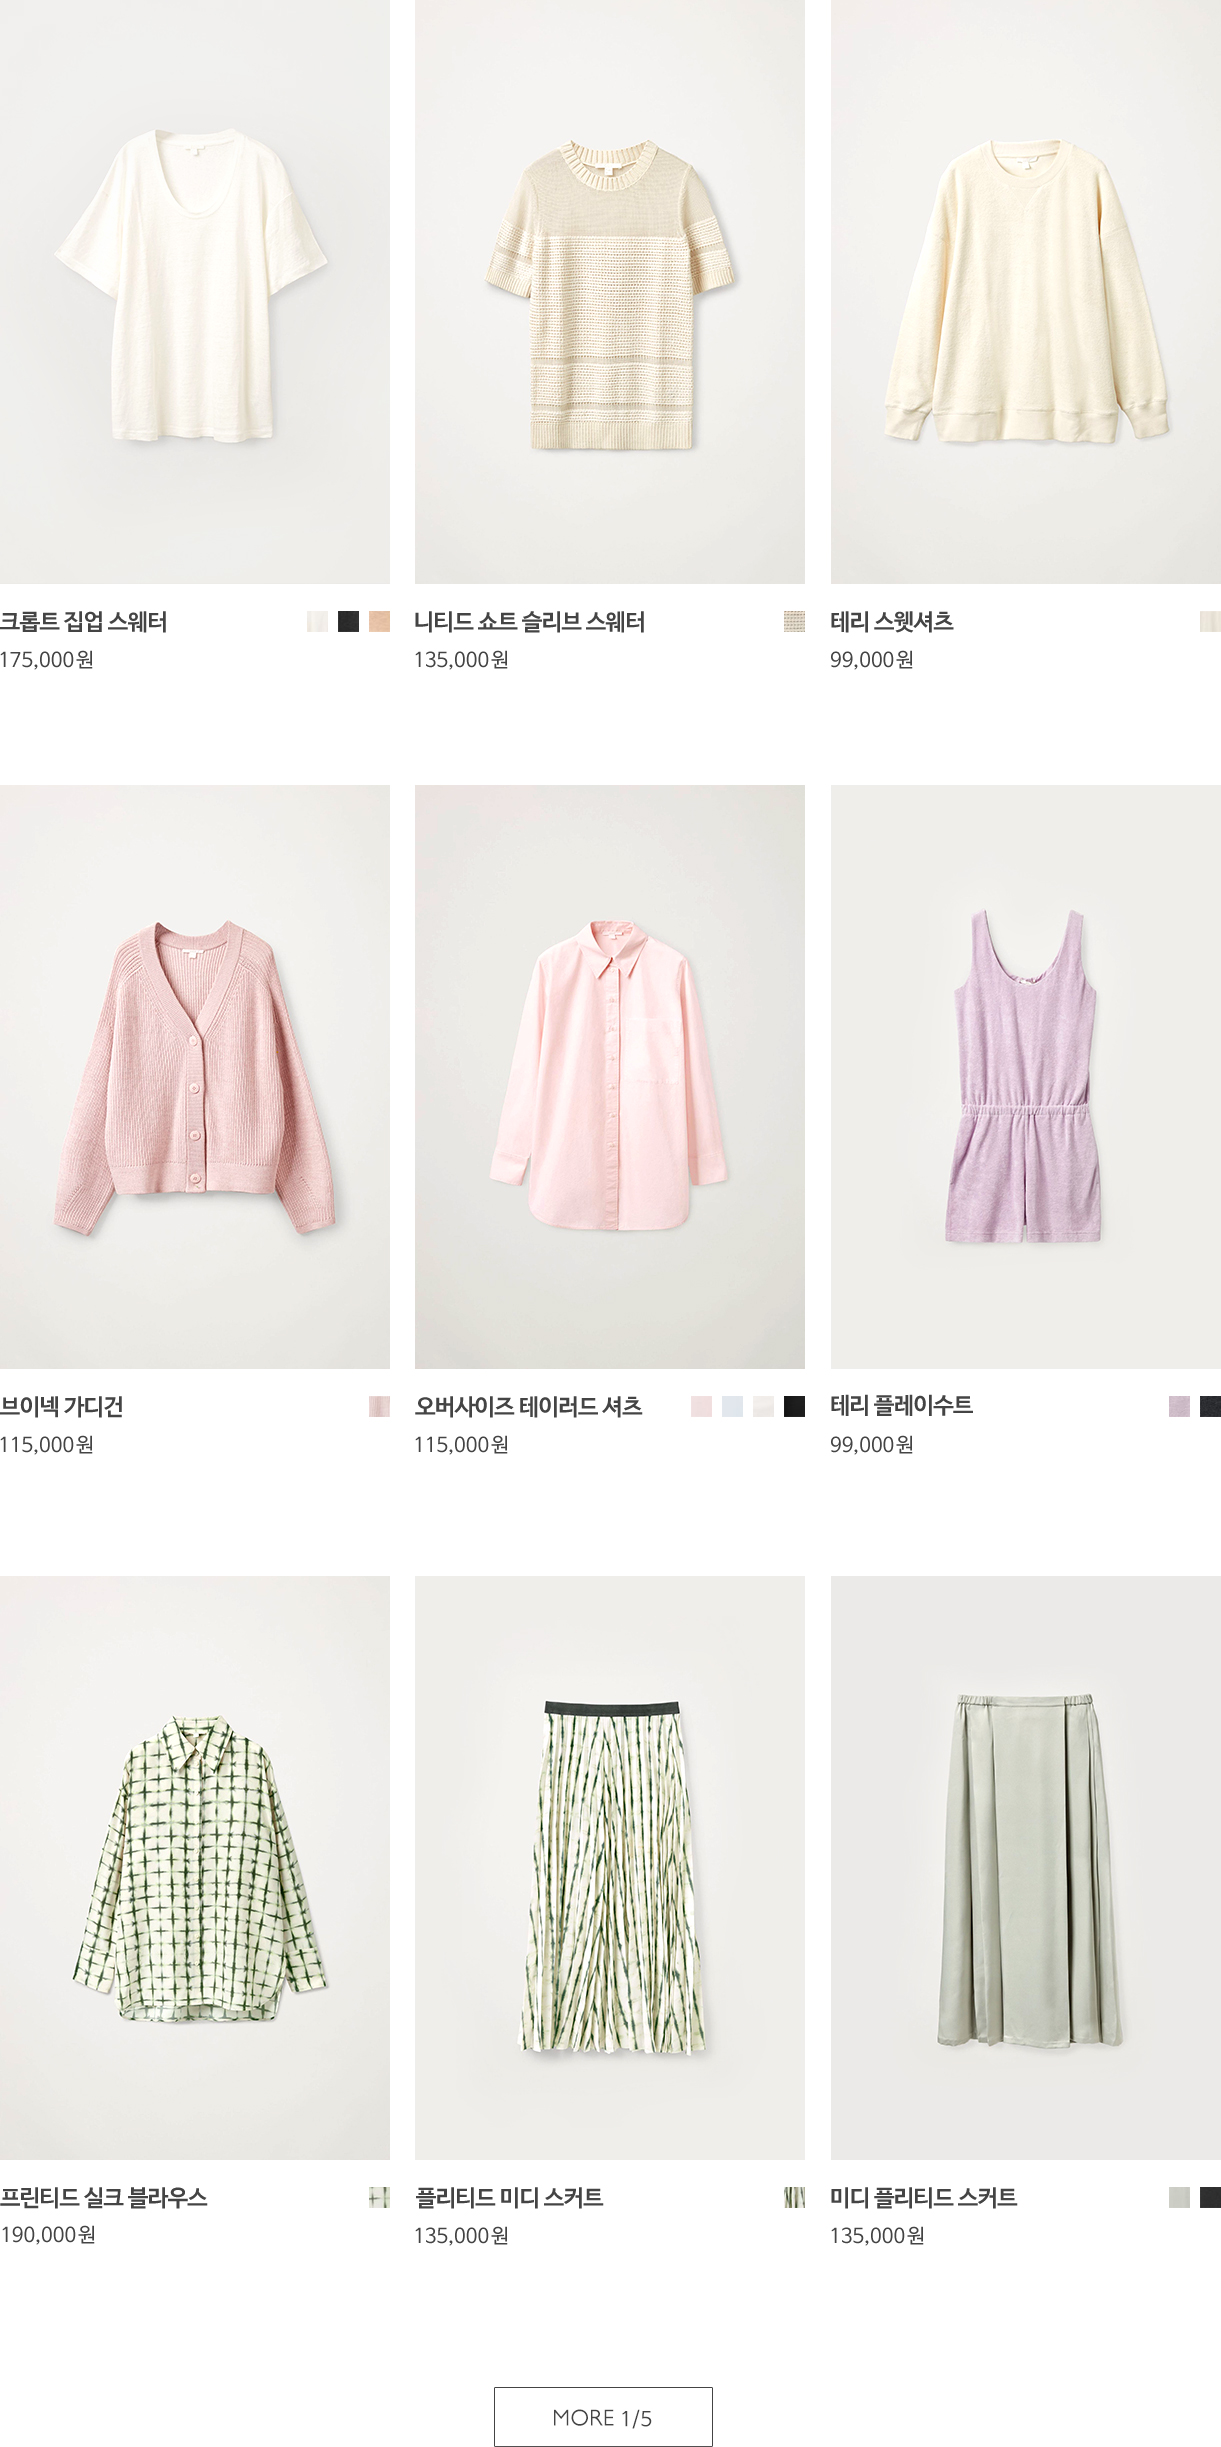 크롭트 집업 스웨터
175,000원
니티드 쇼트 슬리브 스웨터
135,000원
테리 스웻셔츠
99,000원
브이넥 가디건
115,000원
오버사이즈 테이러드 셔츠
115,000원
테리 플레이수트
99,000원
프린티드 실크 블라우스
190,000원
플리티드 미디 스커트
135,000원
미디 플리티드 스커트
135,000원
MORE 1/5